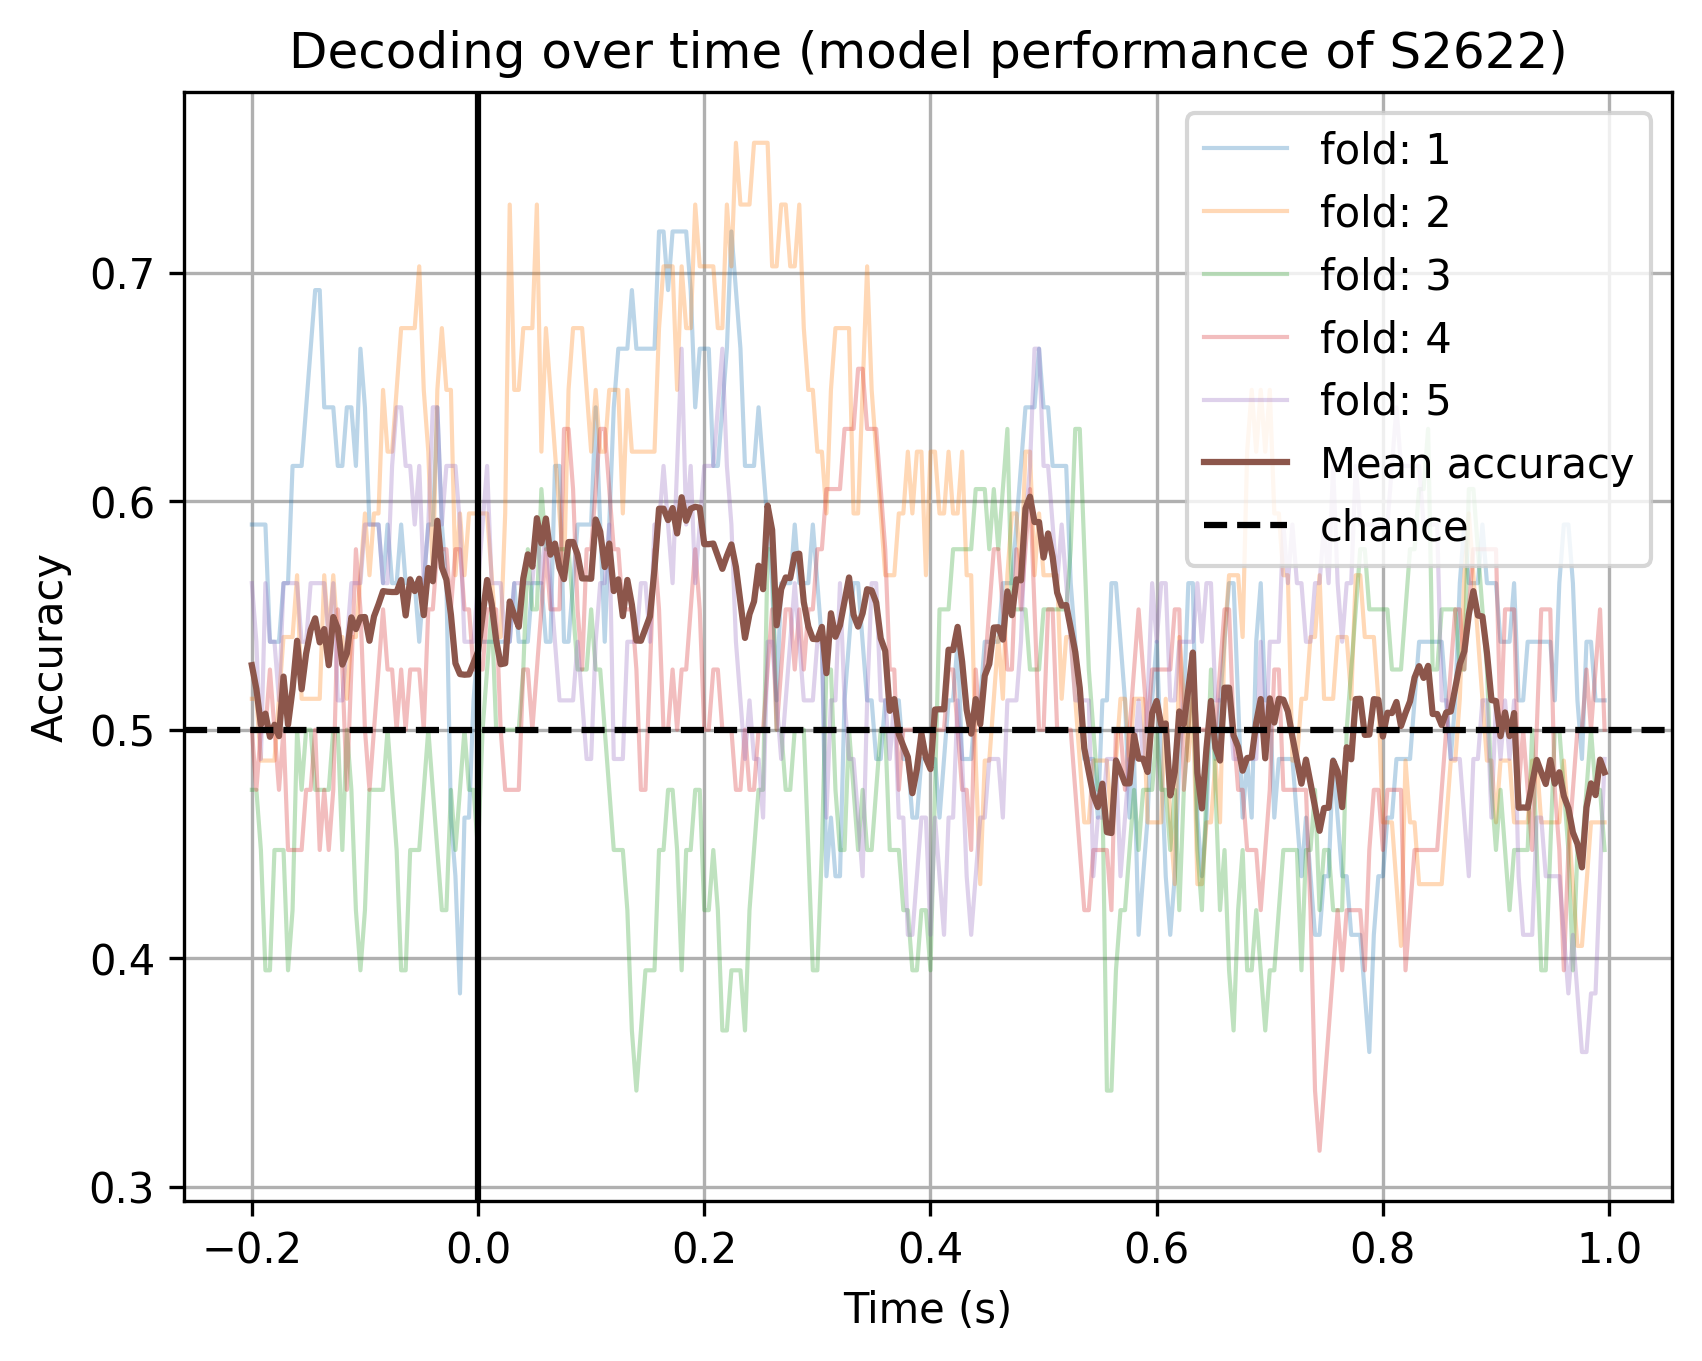 Decoding over time (model performance of S2622)
fold: 1
fold: 2
fold: 3
fold: 4
fold: 5
Mean accuracy
chance
Accuracy
0.7
0.6
0.5
0.4
0.3
−0.2 0.0 0.2 0.4 0.6 0.8 1.0
Time (s)